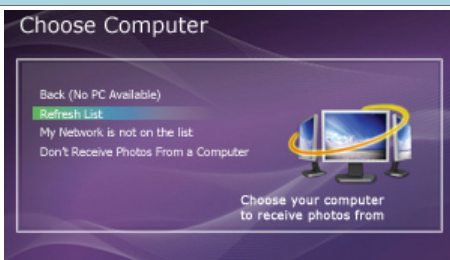 Choose Computer
Back (No PC Available)
Refresh List
My Network is not on the list
Don't Receive Photos From a Computer
Choose your computer
to receive photos from